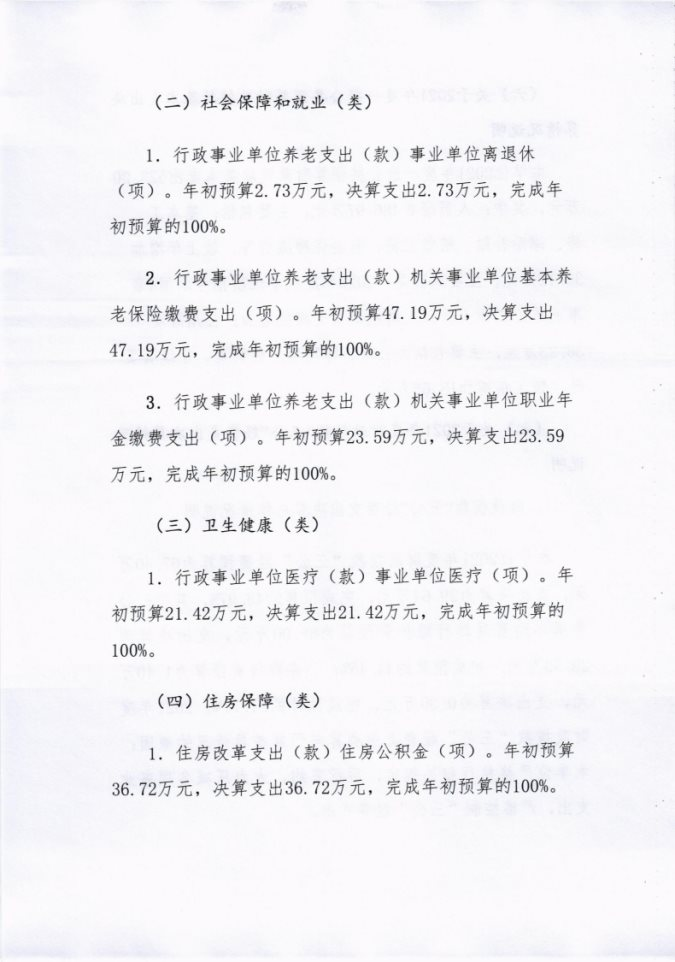 （二）社会保障和就业（类）
1．行政事业单位养老支出（款）事业单位离退休
（项）。年初预算2.73万元，决算支出2.73万元，完成年
初预算的100%。
2．行政事业单位养老支出（款）机关事业单位基本养
老保险缴费支出（项）。年初预算47.19万元，决算支出
47.19万元，完成年初预算的100%。
3．行政事业单位养老支出（款）机关事业单位职业年
金缴费支出（项）。年初预算23.59万元，决算支出23.59
万元，完成年初预算的100%。
（三）卫生健康（类）
1．行政事业单位医疗（款）事业单位医疗（项）。年
初预算21.42万元，决算支出21.42万元，完成年初预算的
100%。
（四）住房保障（类）
1．住房改革支出（款）住房公积金（项）。年初预算
36.72万元，决算支出36.72万元，完成年初预算的100%。